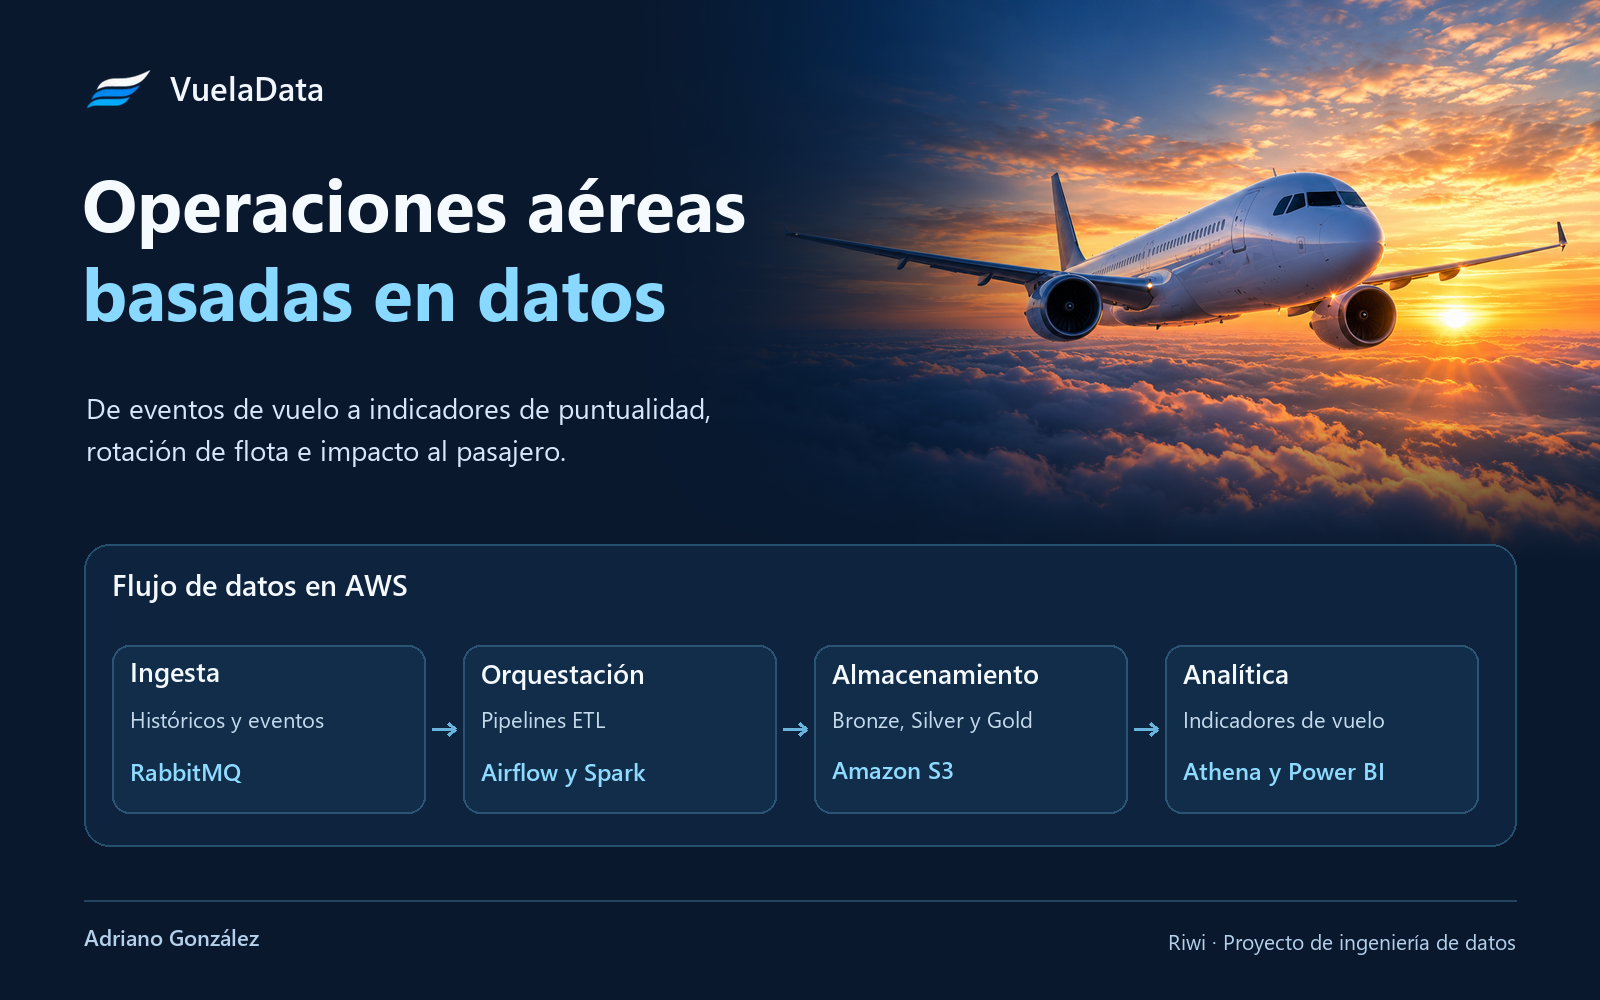 VuelaData
Operaciones aéreas
basadas en datos
De eventos de vuelo a indicadores de puntualidad,
rotación de flota e impacto al pasajero.
Flujo de datos en AWS
Ingesta
Históricos y eventos
RabbitMQ
Orquestación
Pipelines ETL
Airflow y Spark
Almacenamiento
Bronze, Silver y Gold
Amazon S3
Analítica
Indicadores de vuelo
Athena y Power BI
Adriano González
Riwi · Proyecto de ingeniería de datos